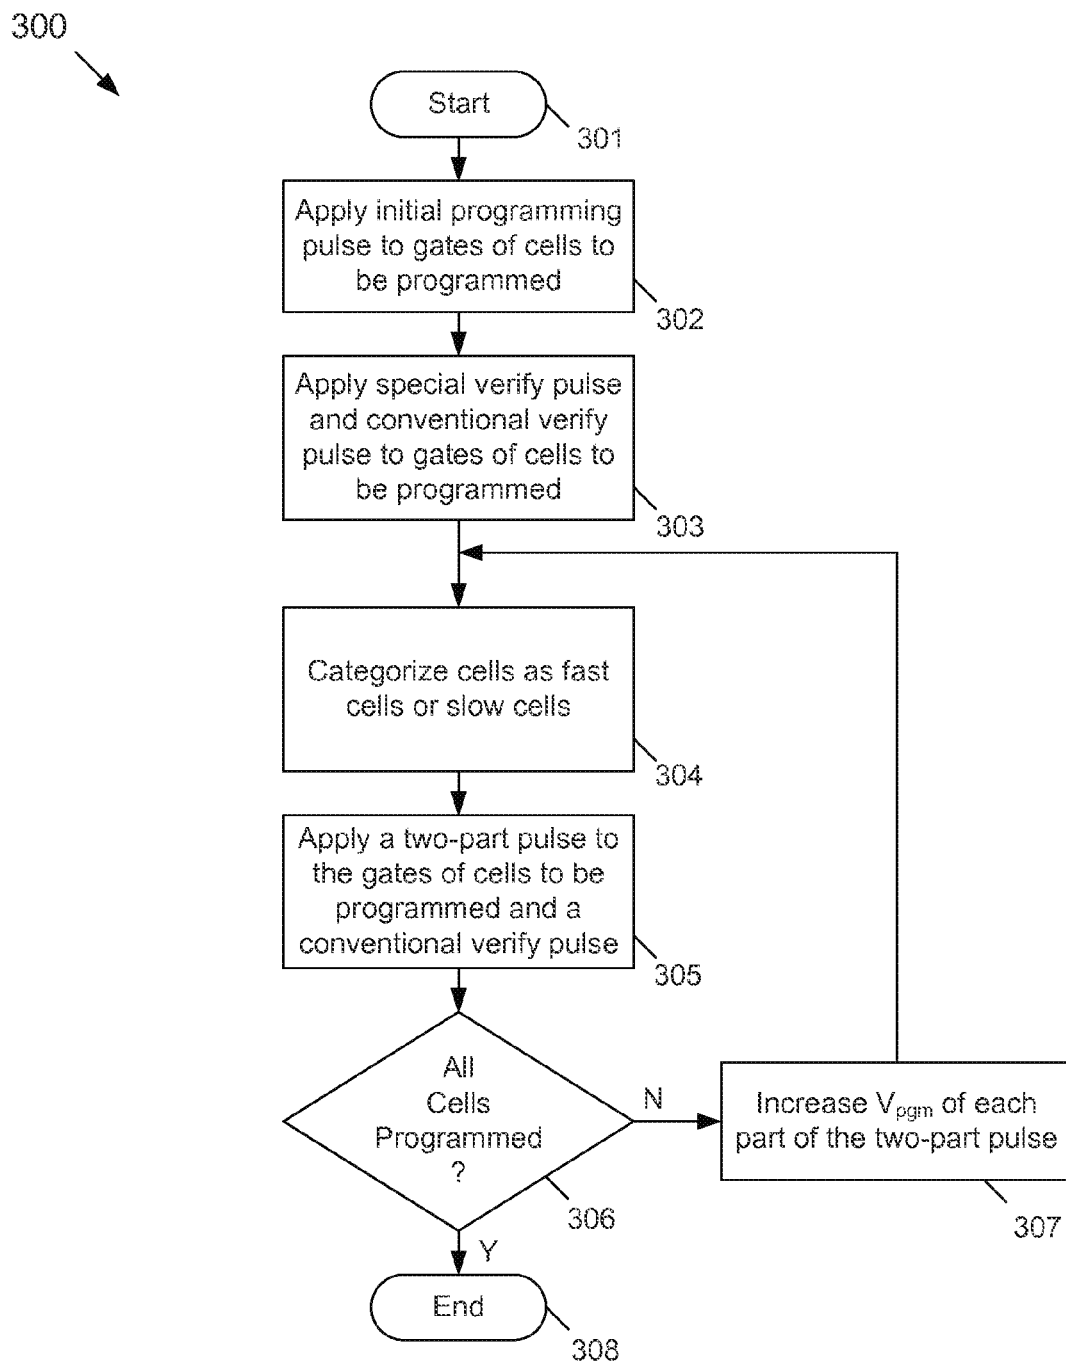 300
Start
301
Apply initial programming
pulse to gates of cells to
be programmed
302
Apply special verify pulse
and conventional verify
pulse to gates of cells to
be programmed
303
Categorize cells as fast
cells or slow cells
304
Apply a two-part pulse to
the gates of cells to be
programmed and a
conventional verify pulse
305
All
Cells
Programmed
?
306
N
Increase Vpgm of each
part of the two-part pulse
307
Y
End
308